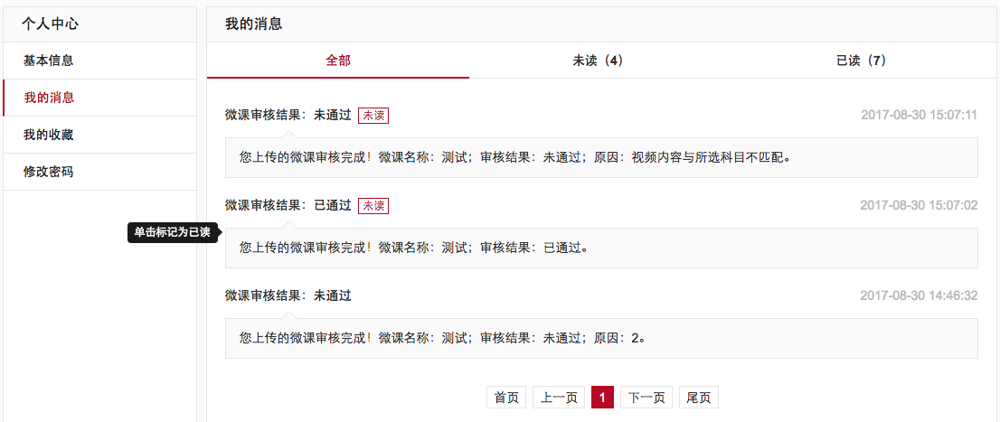 个人中心
基本信息
我的消息
我的收藏
修改密码
我的消息
全部 未读（4） 已读（7）
微课审核结果：未通过 未读 2017-08-30 15:07:11
您上传的微课审核完成！微课名称：测试；审核结果：未通过；原因：视频内容与所选科目不匹配。
微课审核结果：已通过 未读 2017-08-30 15:07:02
单击标记为已读
您上传的微课审核完成！微课名称：测试；审核结果：已通过。
微课审核结果：未通过 2017-08-30 14:46:32
您上传的微课审核完成！微课名称：测试；审核结果：未通过；原因：2。
首页 上一页 1 下一页 尾页